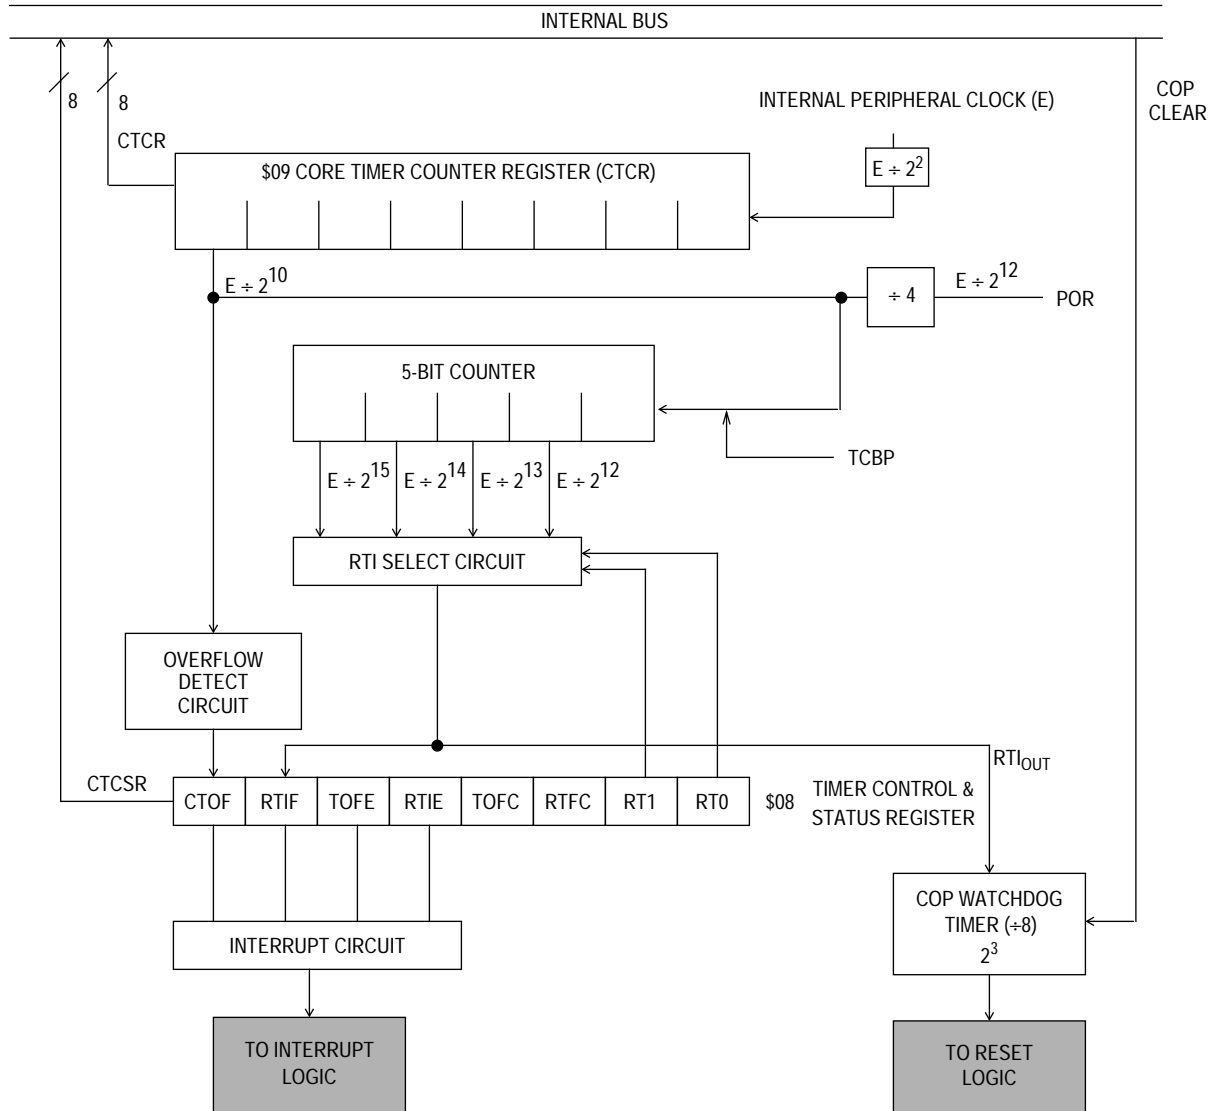 INTERNAL BUS
8
8
CTCR
INTERNAL PERIPHERAL CLOCK (E)
COP
CLEAR
E ÷ 2²
$09 CORE TIMER COUNTER REGISTER (CTCR)
E ÷ 2¹⁰
÷ 4
E ÷ 2¹²
POR
5-BIT COUNTER
TCBP
E ÷ 2¹⁵
E ÷ 2¹⁴
E ÷ 2¹³
E ÷ 2¹²
RTI SELECT CIRCUIT
OVERFLOW
DETECT
CIRCUIT
RTIOUT
CTCSR
CTOF RTIF TOFE RTIE TOFC RTFC RT1 RT0
$08
TIMER CONTROL &
STATUS REGISTER
INTERRUPT CIRCUIT
COP WATCHDOG
TIMER (÷8)
2³
TO INTERRUPT
LOGIC
TO RESET
LOGIC